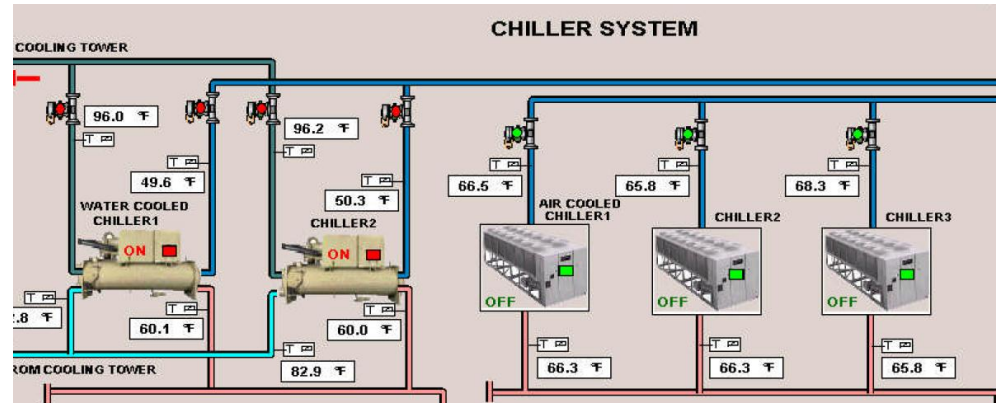 CHILLER SYSTEM
COOLING TOWER
96.0 °F
96.2 °F
T
T
T
T
T
T
T
49.6 °F
50.3 °F
66.5 °F
65.8 °F
68.3 °F
WATER COOLED
CHILLER1
CHILLER2
AIR COOLED
CHILLER1
CHILLER2
CHILLER3
ON
ON
OFF
OFF
OFF
T
T
T
2.8 °F
60.1 °F
60.0 °F
T
T
T
T
ROM COOLING TOWER
82.9 °F
66.3 °F
66.3 °F
65.8 °F